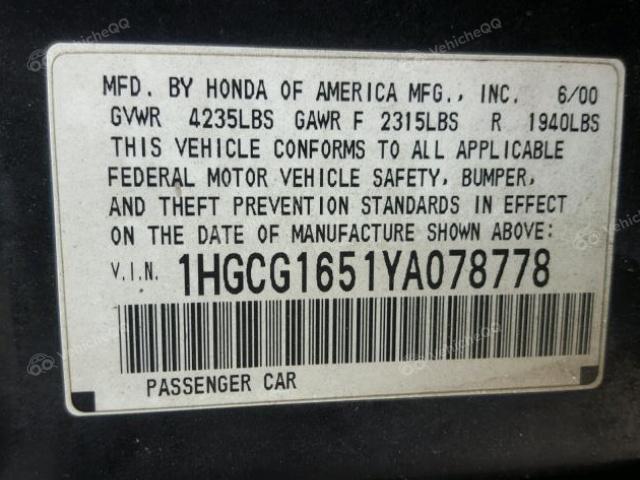 MFD. BY HONDA OF AMERICA MFG., INC. 6/00
GVWR 4235LBS GAWR F 2315LBS R 1940LBS
THIS VEHICLE CONFORMS TO ALL APPLICABLE
FEDERAL MOTOR VEHICLE SAFETY, BUMPER,
AND THEFT PREVENTION STANDARDS IN EFFECT
ON THE DATE OF MANUFACTURE SHOWN ABOVE:
V.I.N. 1HGCG1651YA078778
PASSENGER CAR
VehicleQQ